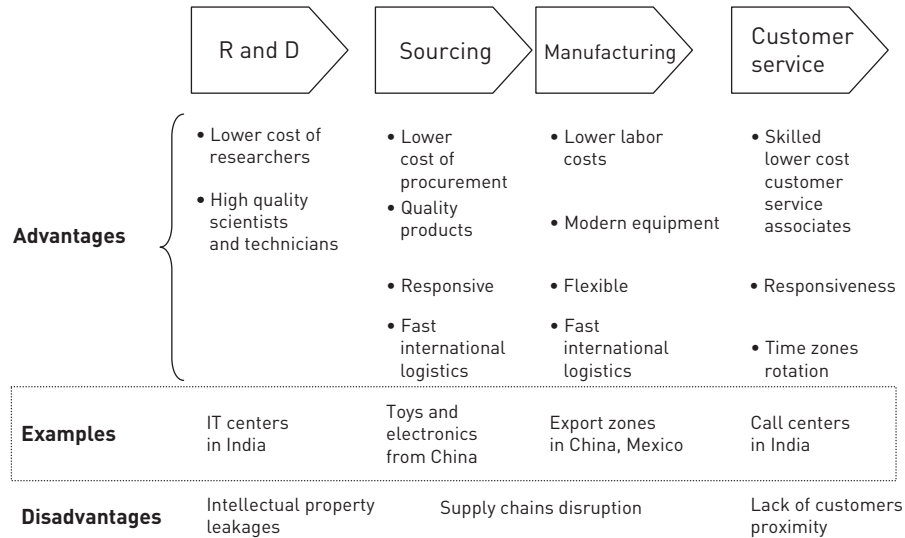 R and D
Sourcing
Manufacturing
Customer
service
Advantages
• Lower cost of
researchers
• High quality
scientists
and technicians
• Lower
cost of
procurement
• Quality
products
• Responsive
• Fast
international
logistics
• Lower labor
costs
• Modern equipment
• Flexible
• Fast
international
logistics
• Skilled
lower cost
customer
service
associates
• Responsiveness
• Time zones
rotation
Examples
IT centers
in India
Toys and
electronics
from China
Export zones
in China, Mexico
Call centers
in India
Disadvantages
Intellectual property
leakages
Supply chains disruption
Lack of customers
proximity